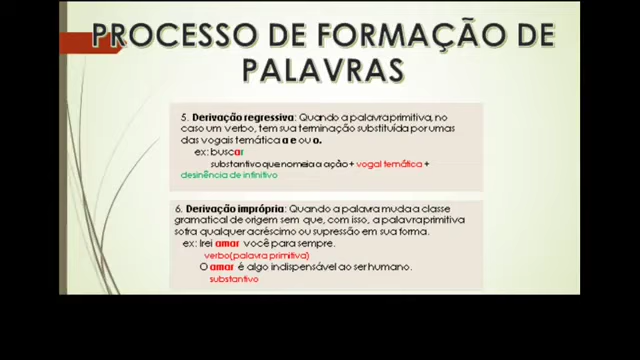 PROCESSO DE FORMAÇÃO DE
PALAVRAS
5. Derivação regressiva: Quando a palavra primitiva, no
caso um verbo, tem sua terminação substituída por umas
das vogais temática a e ou o.
ex: buscar
substantivo que nomeia a ação + vogal temática +
desinência de infinitivo
6. Derivação imprópria: Quando a palavra muda a classe
gramatical de origem sem que, com isso, a palavra primitiva
sofra qualquer acréscimo ou supressão em sua forma.
ex: Irei amar você para sempre.
verbo(palavra primitiva)
O amar é algo indispensável ao ser humano.
substantivo